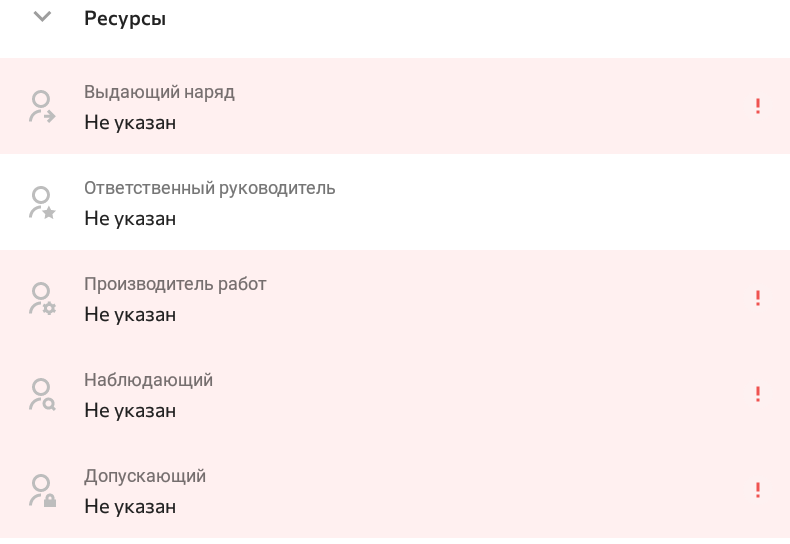 Ресурсы
Выдающий наряд
Не указан
!
Ответственный руководитель
Не указан
Производитель работ
Не указан
!
Наблюдающий
Не указан
!
Допускающий
Не указан
!